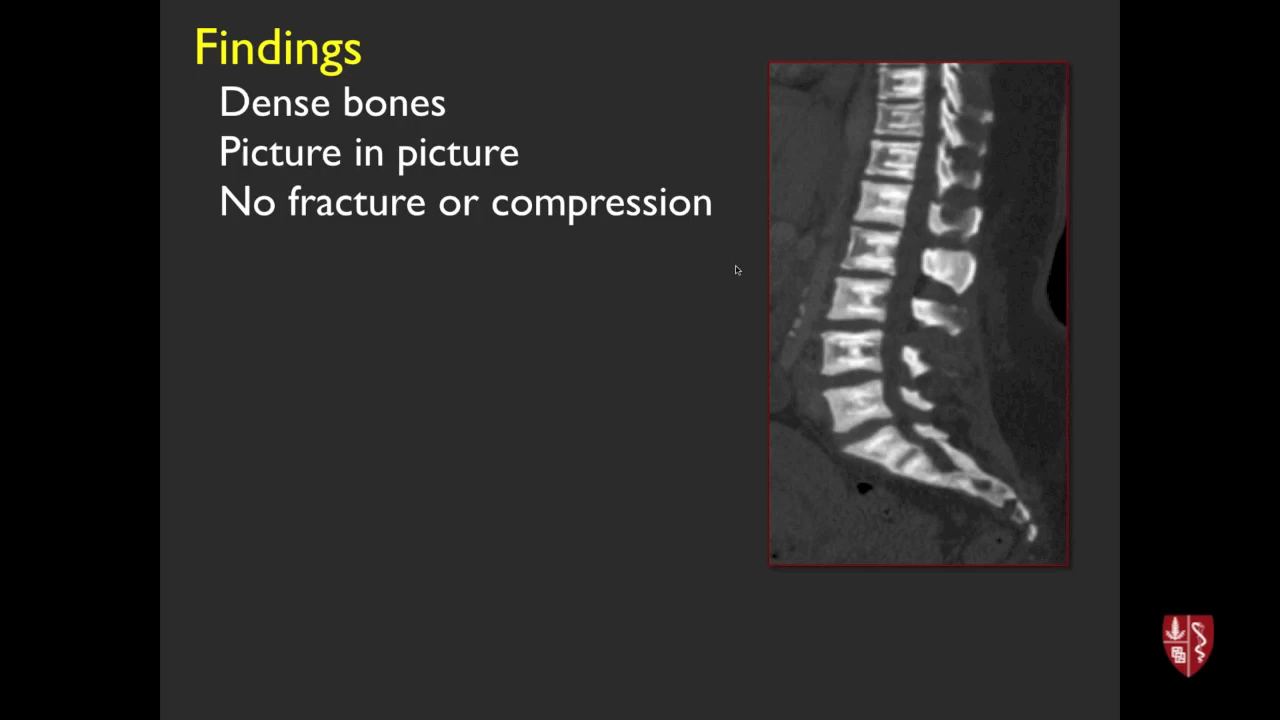 Findings
Dense bones
Picture in picture
No fracture or compression